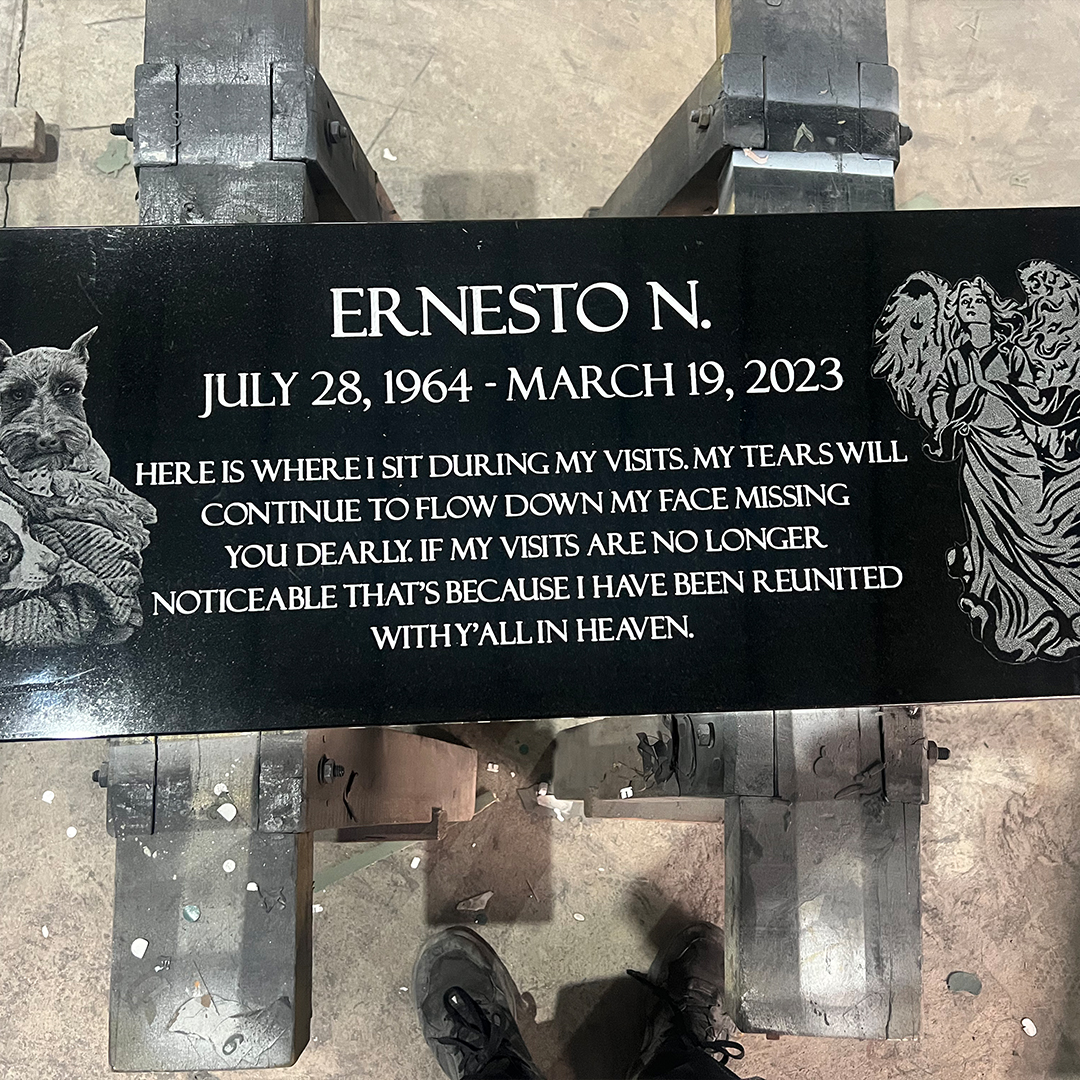 ERNESTO N.
JULY 28, 1964 - MARCH 19, 2023
HERE IS WHERE I SIT DURING MY VISITS. MY TEARS WILL
CONTINUE TO FLOW DOWN MY FACE MISSING
YOU DEARLY. IF MY VISITS ARE NO LONGER
NOTICEABLE THAT'S BECAUSE I HAVE BEEN REUNITED
WITH Y'ALL IN HEAVEN.